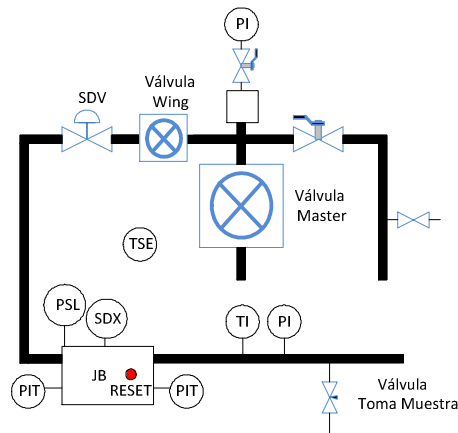 PI
SDV
Válvula
Wing
Válvula
Master
TSE
PSL
SDX
TI
PI
JB
RESET
PIT
PIT
Válvula
Toma Muestra